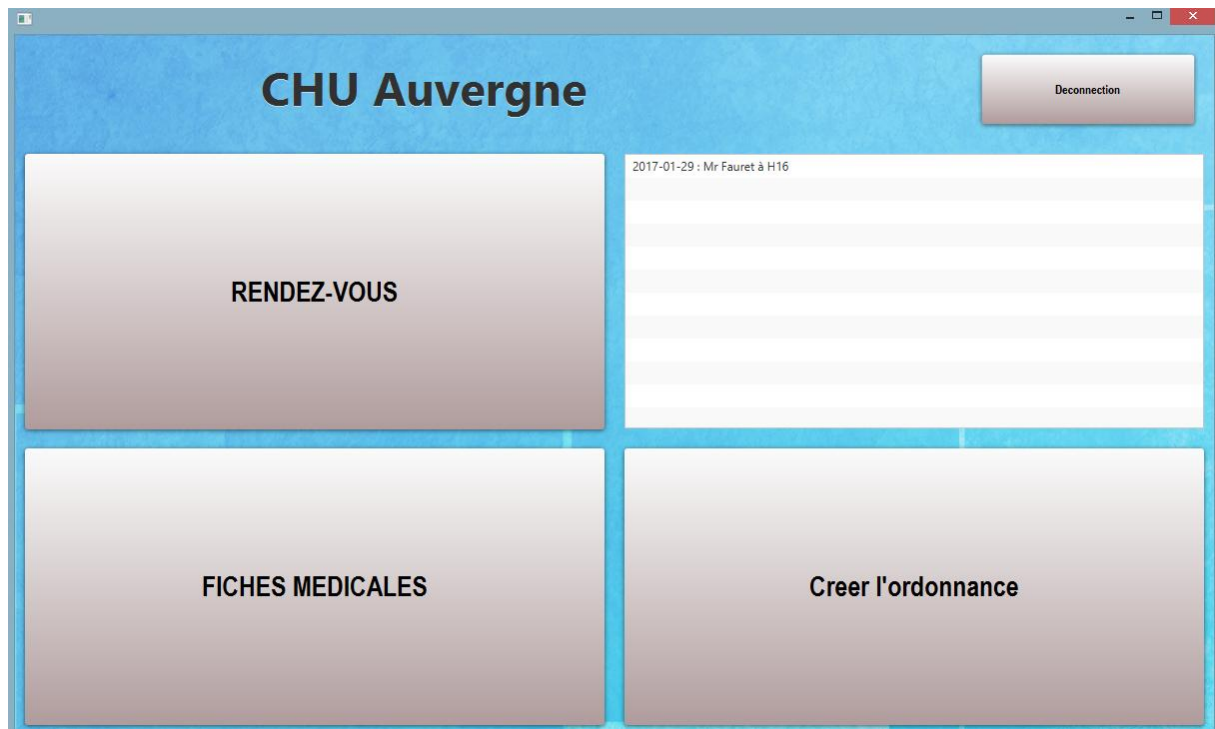 CHU Auvergne
Deconnection
RENDEZ-VOUS
2017-01-29 : Mr Fauret à H16
FICHES MEDICALES
Creer l'ordonnance